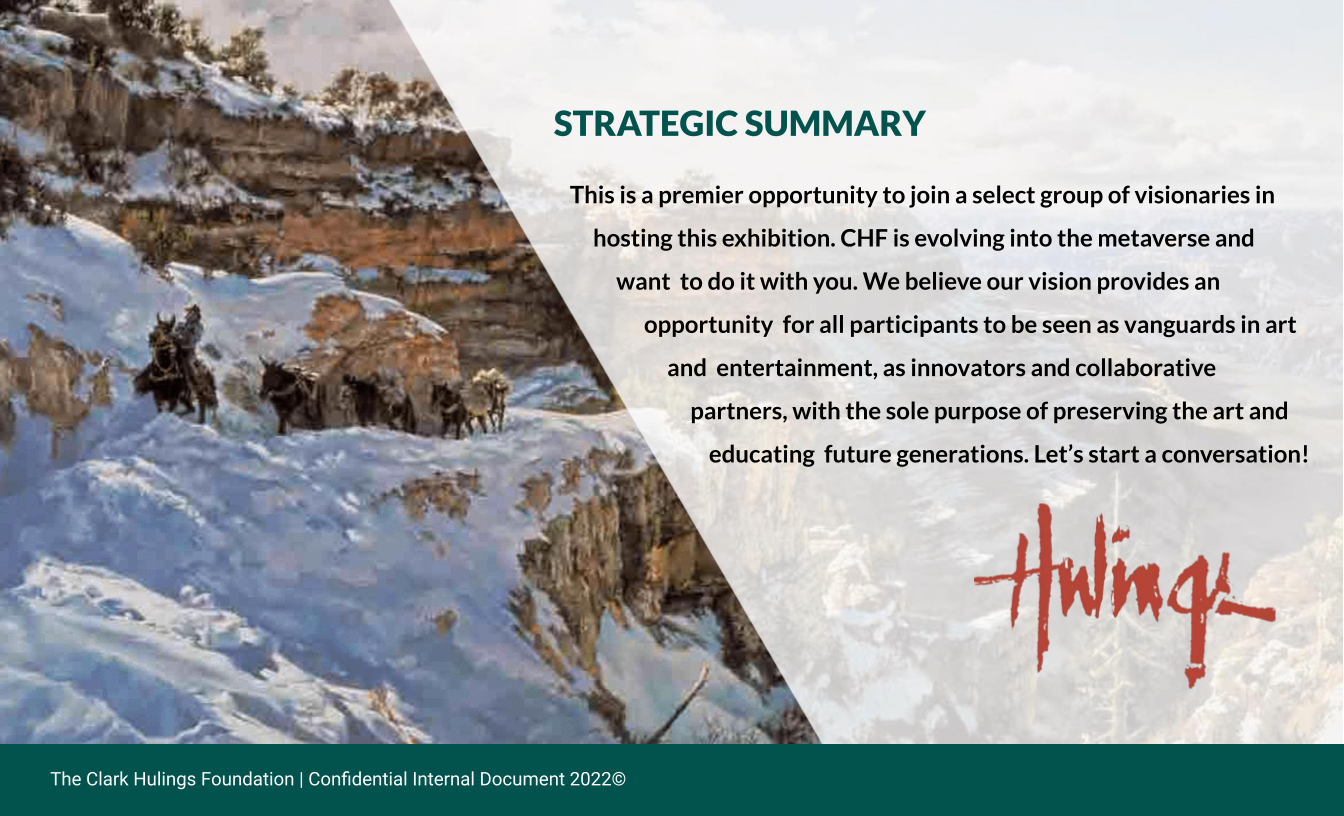 STRATEGIC SUMMARY
This is a premier opportunity to join a select group of visionaries in
hosting this exhibition. CHF is evolving into the metaverse and
want  to do it with you. We believe our vision provides an
opportunity  for all participants to be seen as vanguards in art
and  entertainment, as innovators and collaborative
partners, with the sole purpose of preserving the art and
educating  future generations. Let’s start a conversation!
Hulings
The Clark Hulings Foundation | Confidential Internal Document 2022©